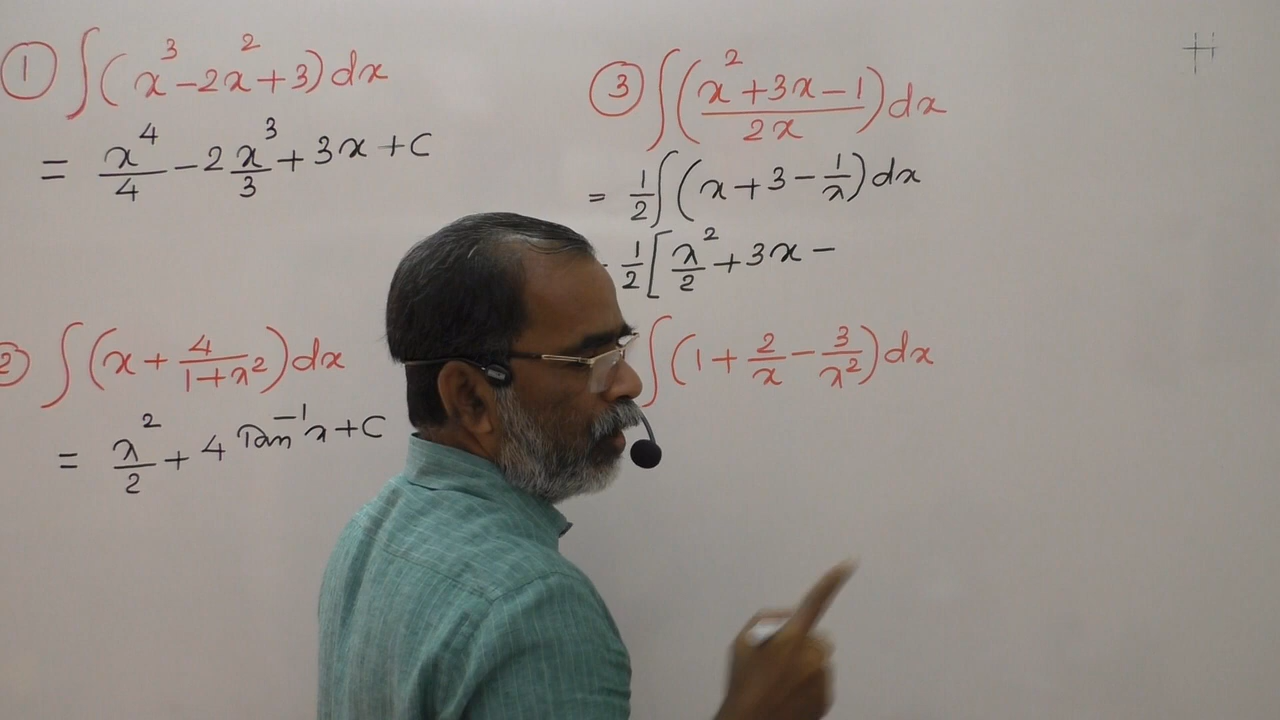 ① ∫(x³ - 2x² + 3) dx
= x⁴/4 - 2 x³/3 + 3x + C
2 ∫(x + 4/(1+x²)) dx
= x²/2 + 4 Tan⁻¹x + C
③ ∫((x² + 3x - 1)/2x) dx
= 1/2 ∫(x + 3 - 1/x) dx
1/2 [x²/2 + 3x -
∫(1 + 2/x - 3/x²) dx